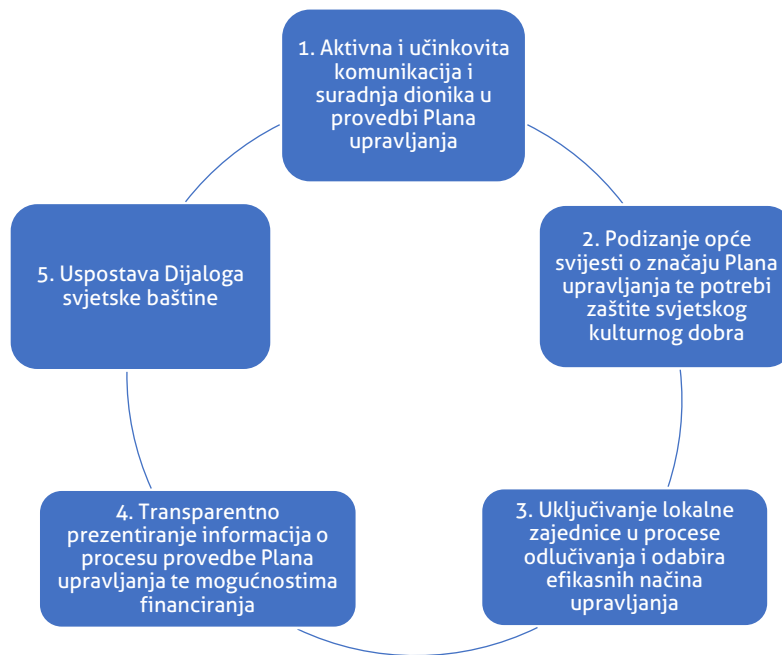 1. Aktivna i učinkovita
komunikacija i
suradnja dionika u
provedbi Plana
upravljanja
2. Podizanje opće
svijesti o značaju Plana
upravljanja te potrebi
zaštite svjetskog
kulturnog dobra
3. Uključivanje lokalne
zajednice u procese
odlučivanja i odabira
efikasnih načina
upravljanja
4. Transparentno
prezentiranje informacija o
procesu provedbe Plana
upravljanja te mogućnostima
financiranja
5. Uspostava Dijaloga
svjetske baštine